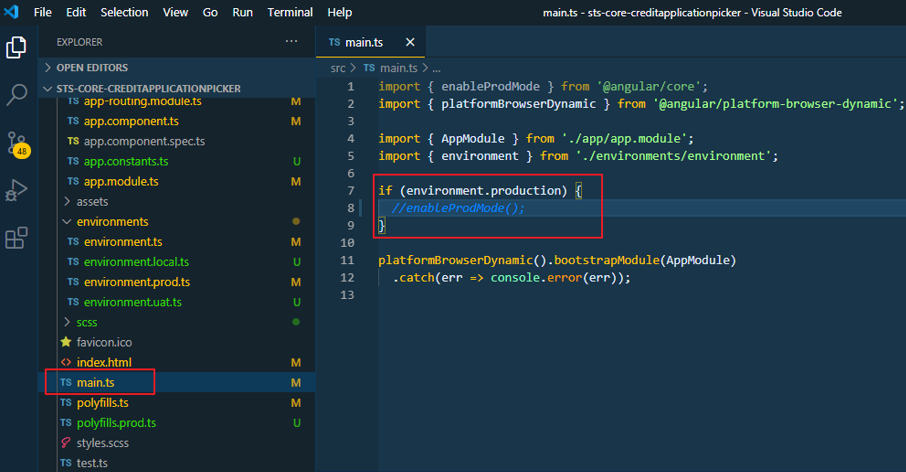 File Edit Selection View Go Run Terminal Help main.ts - sts-core-creditapplicationpicker - Visual Studio Code
EXPLORER ...
OPEN EDITORS
STS-CORE-CREDITAPPLICATIONPICKER
TS app-routing.module.ts M
TS app.component.ts M
TS app.component.spec.ts
TS app.constants.ts U
TS app.module.ts M
assets
environments
TS environment.ts M
TS environment.local.ts U
TS environment.prod.ts M
TS environment.uat.ts U
scss
favicon.ico
<> index.html M
TS main.ts M
TS polyfills.ts M
TS polyfills.prod.ts U
styles.scss
TS test.ts M
48
TS main.ts
src > TS main.ts > ...
1 import { enableProdMode } from '@angular/core';
2 import { platformBrowserDynamic } from '@angular/platform-browser-dynamic';
3
4 import { AppModule } from './app/app.module';
5 import { environment } from './environments/environment';
6
7 if (environment.production) {
8 //enableProdMode();
9 }
10
11 platformBrowserDynamic().bootstrapModule(AppModule)
12 .catch(err => console.error(err));
13